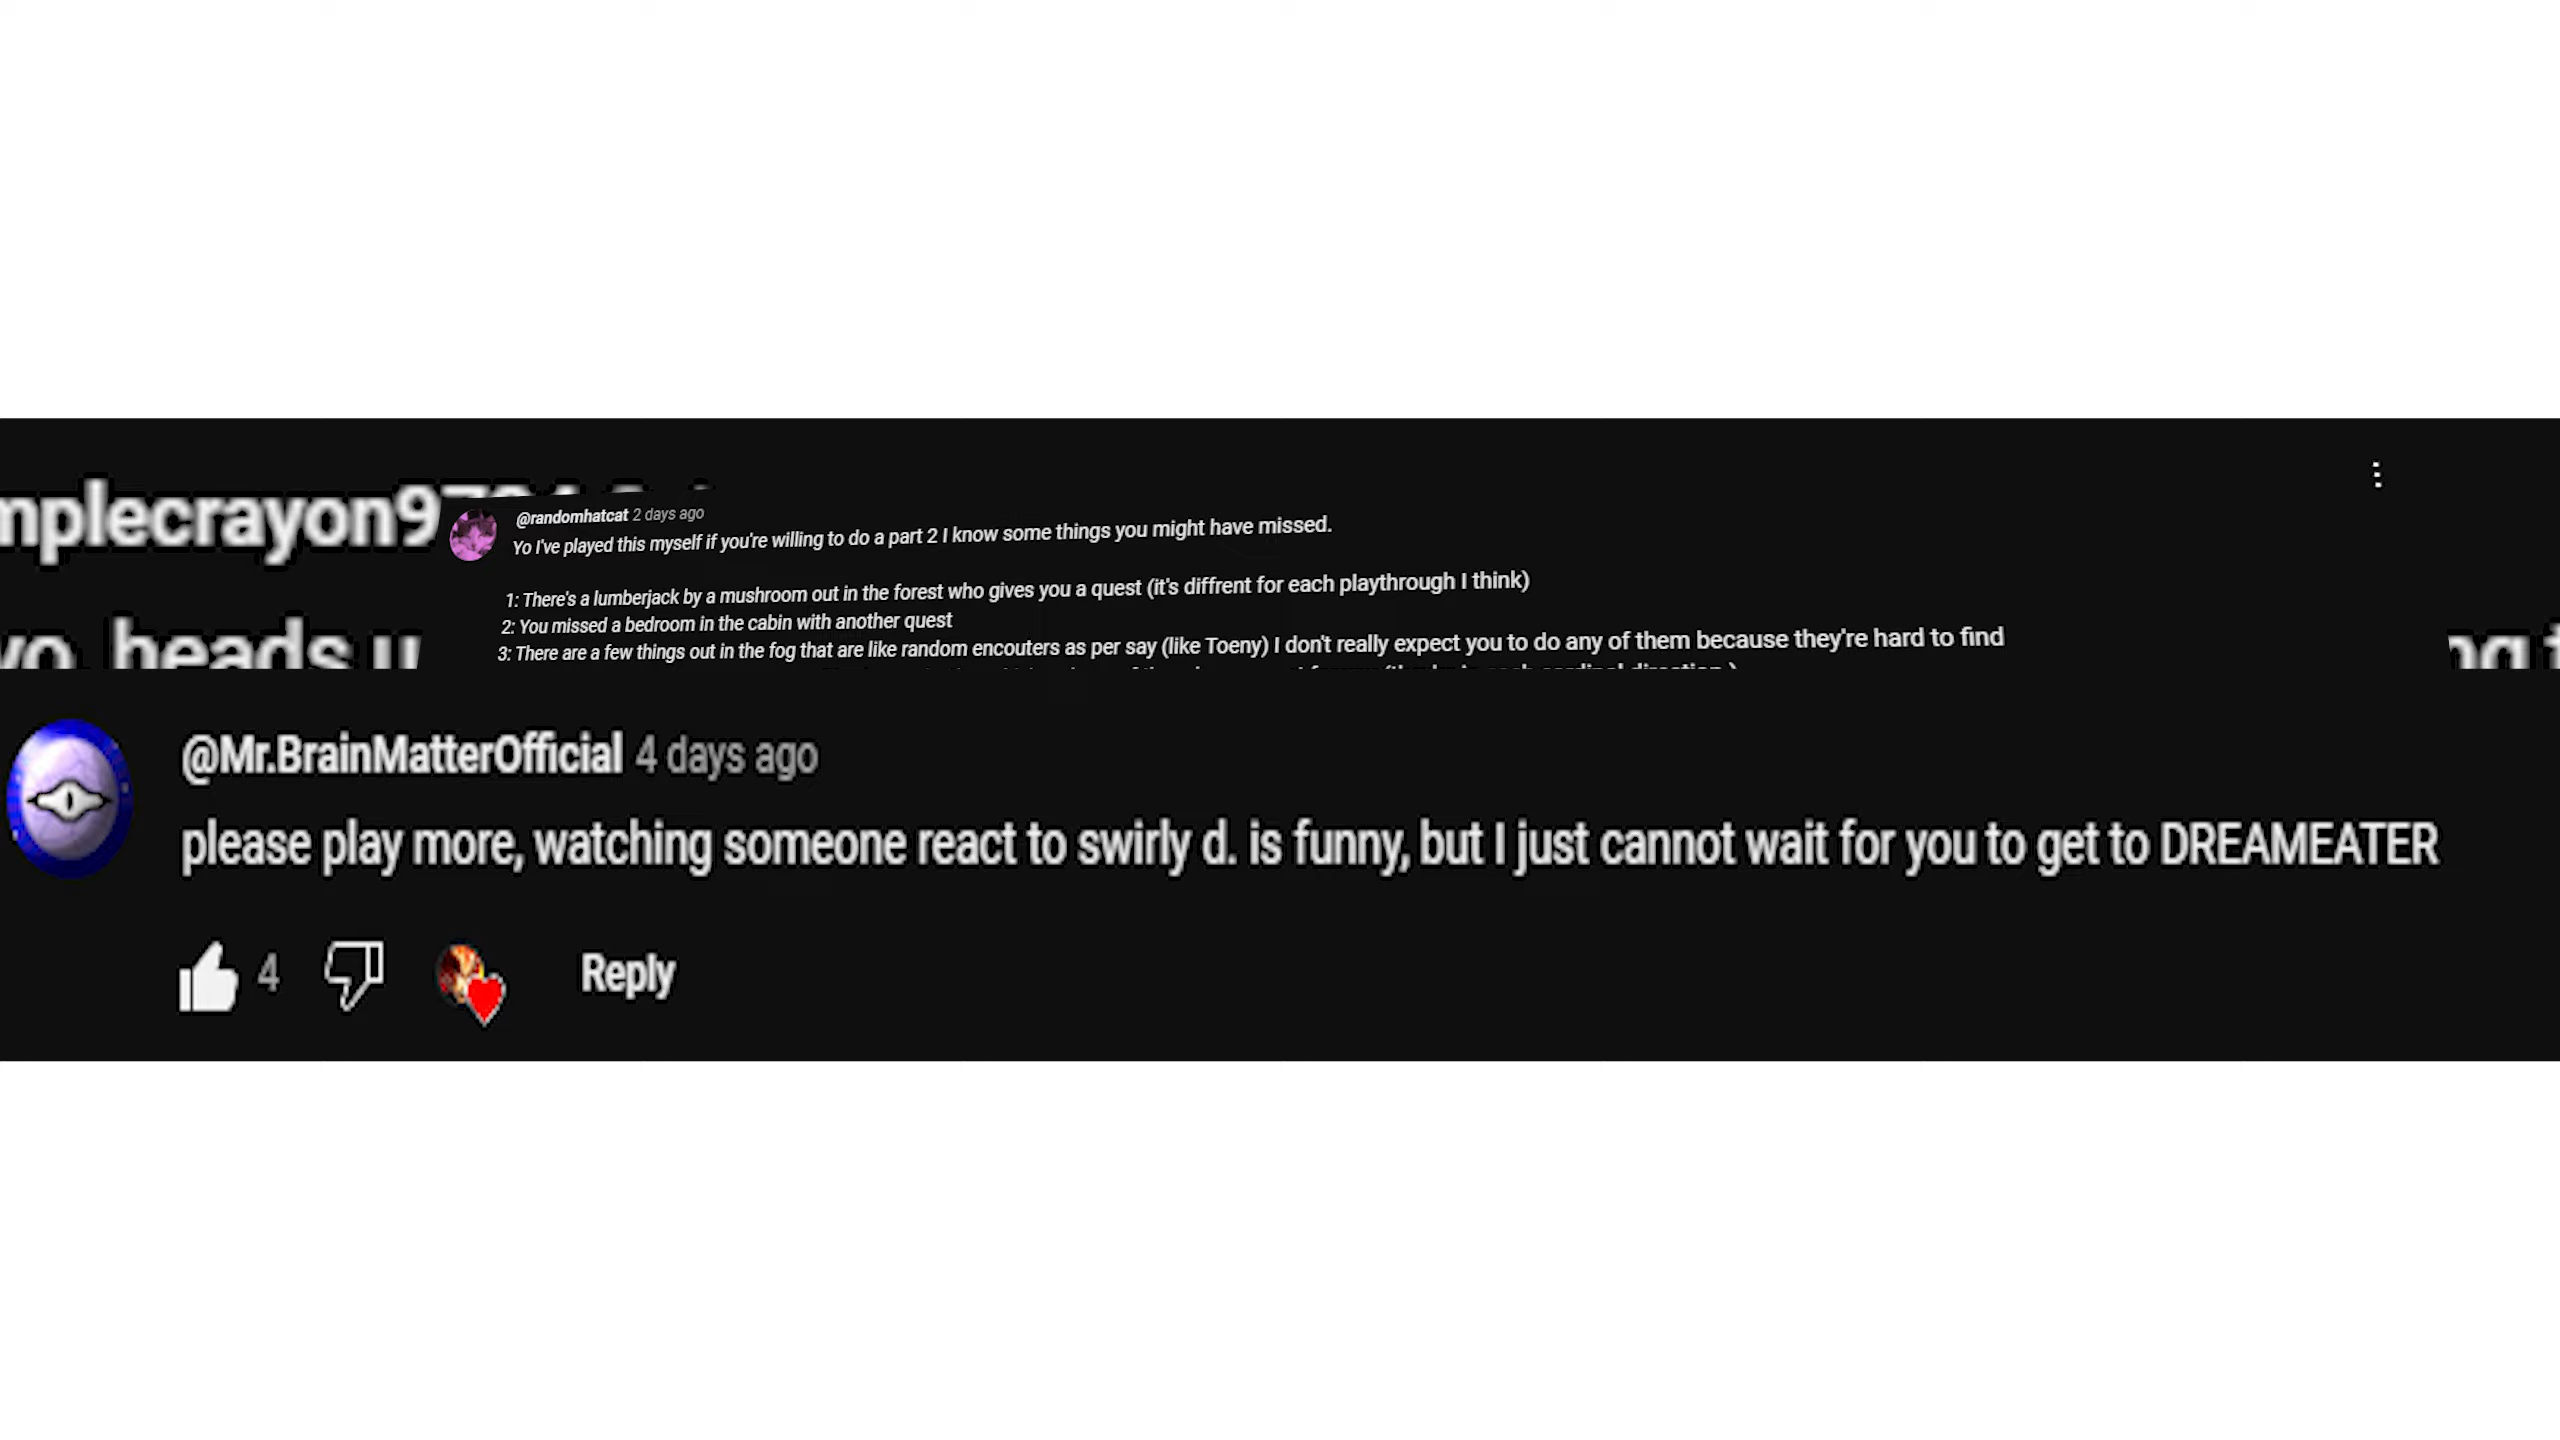 mplecrayon9
@randomhatcat 2 days ago
Yo I've played this myself if you're willing to do a part 2 I know some things you might have missed.
1: There's a lumberjack by a mushroom out in the forest who gives you a quest (it's diffrent for each playthrough I think)
2: You missed a bedroom in the cabin with another quest
yo, heads u
3: There are a few things out in the fog that are like random encouters as per say (like Toeny) I don't really expect you to do any of them because they're hard to find
cardinal direction.)
@Mr.BrainMatterOfficial 4 days ago
please play more, watching someone react to swirly d. is funny, but I just cannot wait for you to get to DREAMEATER
4
Reply